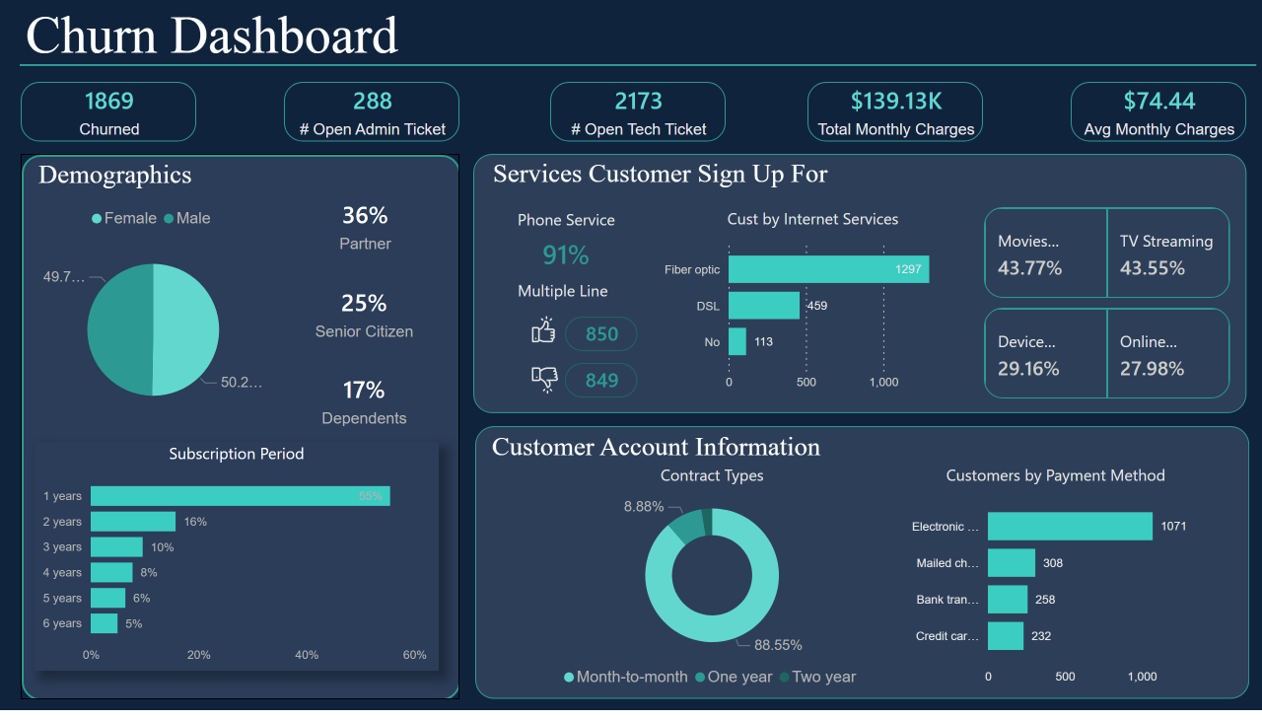 Churn Dashboard
1869
Churned
288
# Open Admin Ticket
2173
# Open Tech Ticket
$139.13K
Total Monthly Charges
$74.44
Avg Monthly Charges
Demographics
Female Male
49.7…
50.2…
36%
Partner
25%
Senior Citizen
17%
Dependents
Subscription Period
1 years 55%
2 years 16%
3 years 10%
4 years 8%
5 years 6%
6 years 5%
0% 20% 40% 60%
Services Customer Sign Up For
Phone Service
91%
Multiple Line
850
849
Cust by Internet Services
Fiber optic 1297
DSL 459
No 113
0 500 1,000
Movies...
43.77%
TV Streaming
43.55%
Device...
29.16%
Online...
27.98%
Customer Account Information
Contract Types
8.88%
88.55%
Month-to-month One year Two year
Customers by Payment Method
Electronic … 1071
Mailed ch… 308
Bank tran… 258
Credit car… 232
0 500 1,000